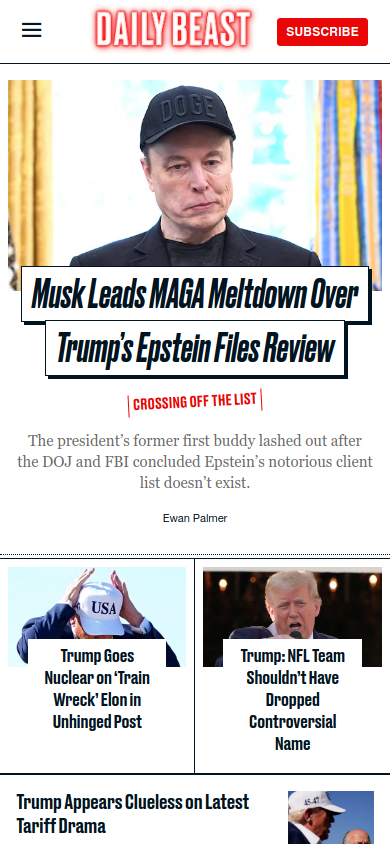 DAILY BEAST
SUBSCRIBE
DOGE
Musk Leads MAGA Meltdown Over
Trump’s Epstein Files Review
CROSSING OFF THE LIST
The president’s former first buddy lashed out after
the DOJ and FBI concluded Epstein’s notorious client
list doesn’t exist.
Ewan Palmer
USA
Trump Goes
Nuclear on ‘Train
Wreck’ Elon in
Unhinged Post
Trump: NFL Team
Shouldn’t Have
Dropped
Controversial
Name
Trump Appears Clueless on Latest
Tariff Drama
45-47